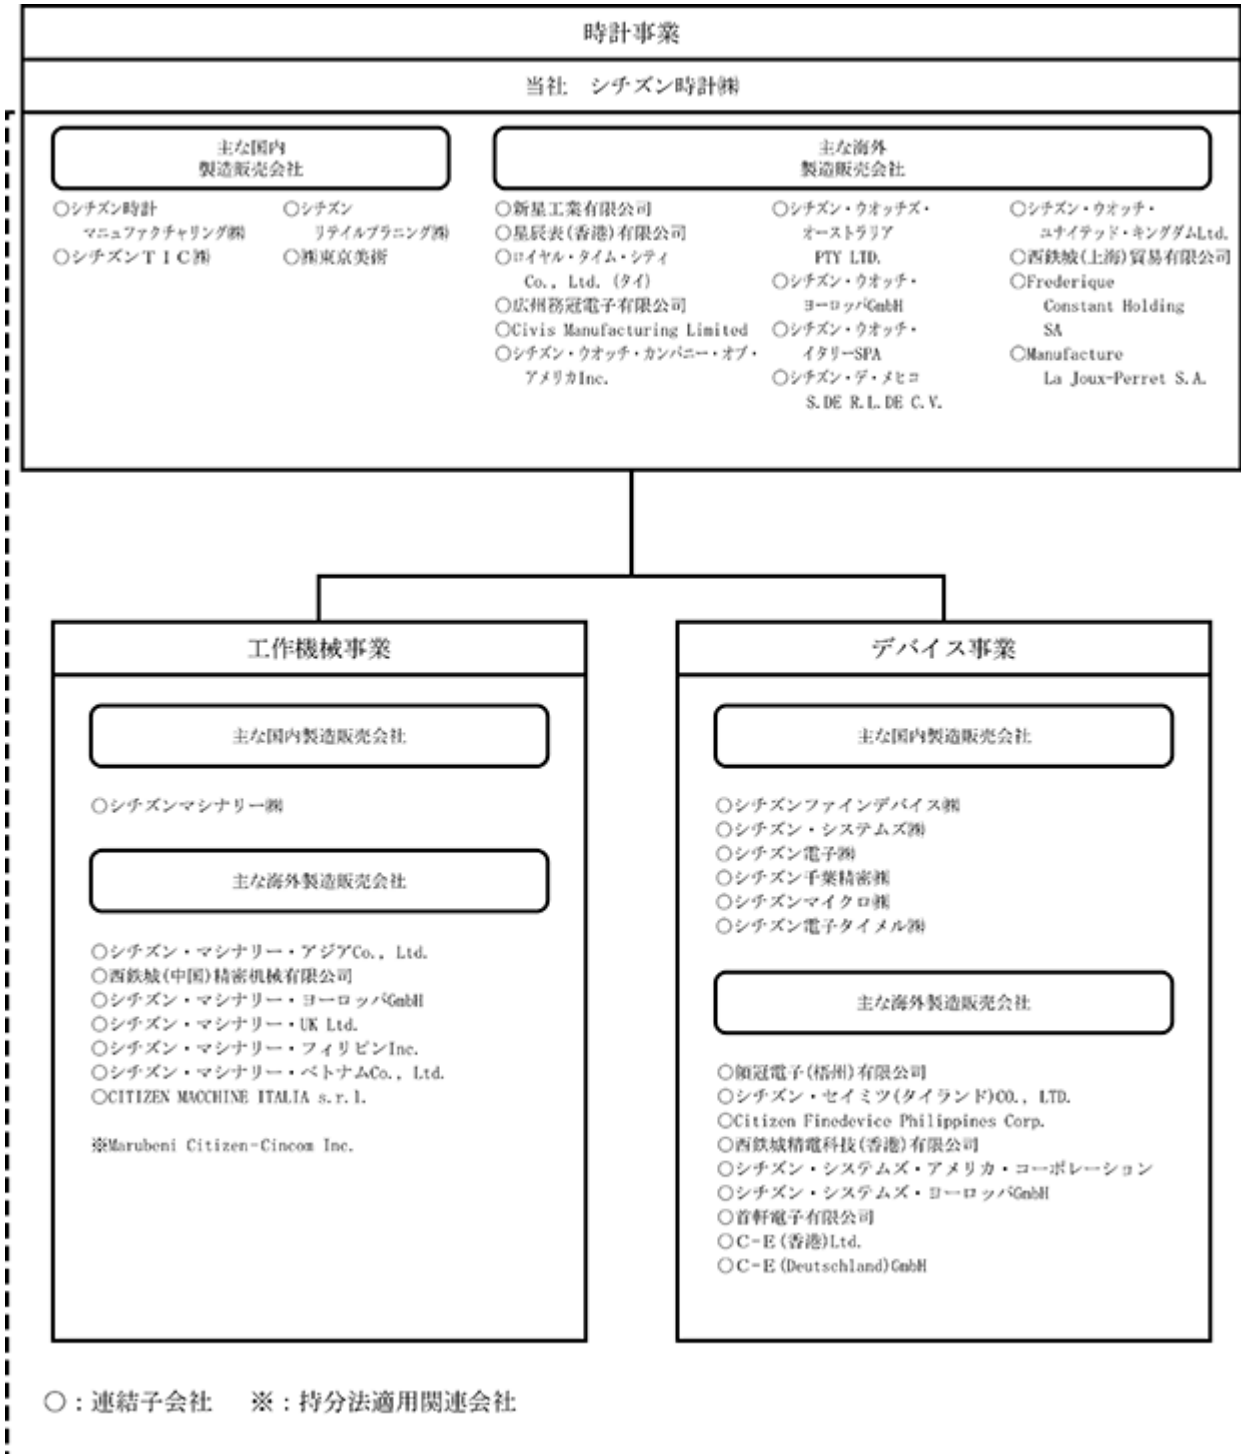 時計事業
当社　シチズン時計㈱
主な国内
製造販売会社
○シチズン時計
マニュファクチャリング㈱
○シチズンＴＩＣ㈱
○シチズン
リテイルプラニング㈱
○㈱東京美術
主な海外
製造販売会社
○新星工業有限公司
○星辰表(香港)有限公司
○ロイヤル・タイム・シティ
Co., Ltd. (タイ)
○広州務冠電子有限公司
○Civis Manufacturing Limited
○シチズン・ウオッチ・カンパニー・オブ・
アメリカInc.
○シチズン・ウオッチズ・
オーストラリア
PTY LTD.
○シチズン・ウオッチ・
ヨーロッパGmbH
○シチズン・ウオッチ・
イタリーSPA
○シチズン・デ・メヒコ
S.DE R.L.DE C.V.
○シチズン・ウオッチ・
ユナイテッド・キングダムLtd.
○西鉄城(上海)貿易有限公司
○Frederique
Constant Holding
SA
○Manufacture
La Joux-Perret S.A.
工作機械事業
主な国内製造販売会社
○シチズンマシナリー㈱
主な海外製造販売会社
○シチズン・マシナリー・アジアCo., Ltd.
○西鉄城(中国)精密机械有限公司
○シチズン・マシナリー・ヨーロッパGmbH
○シチズン・マシナリー・UK Ltd.
○シチズン・マシナリー・フィリピンInc.
○シチズン・マシナリー・ベトナムCo., Ltd.
○CITIZEN MACCHINE ITALIA s.r.l.
※Marubeni Citizen-Cincom Inc.
デバイス事業
主な国内製造販売会社
○シチズンファインデバイス㈱
○シチズン・システムズ㈱
○シチズン電子㈱
○シチズン千葉精密㈱
○シチズンマイクロ㈱
○シチズン電子タイメル㈱
主な海外製造販売会社
○領冠電子(梧州)有限公司
○シチズン・セイミツ(タイランド)CO., LTD.
○Citizen Finedevice Philippines Corp.
○西鉄城精電科技(香港)有限公司
○シチズン・システムズ・アメリカ・コーポレーション
○シチズン・システムズ・ヨーロッパGmbH
○首軒電子有限公司
○Ｃ－Ｅ(香港)Ltd.
○Ｃ－Ｅ(Deutschland)GmbH
○：連結子会社　※：持分法適用関連会社